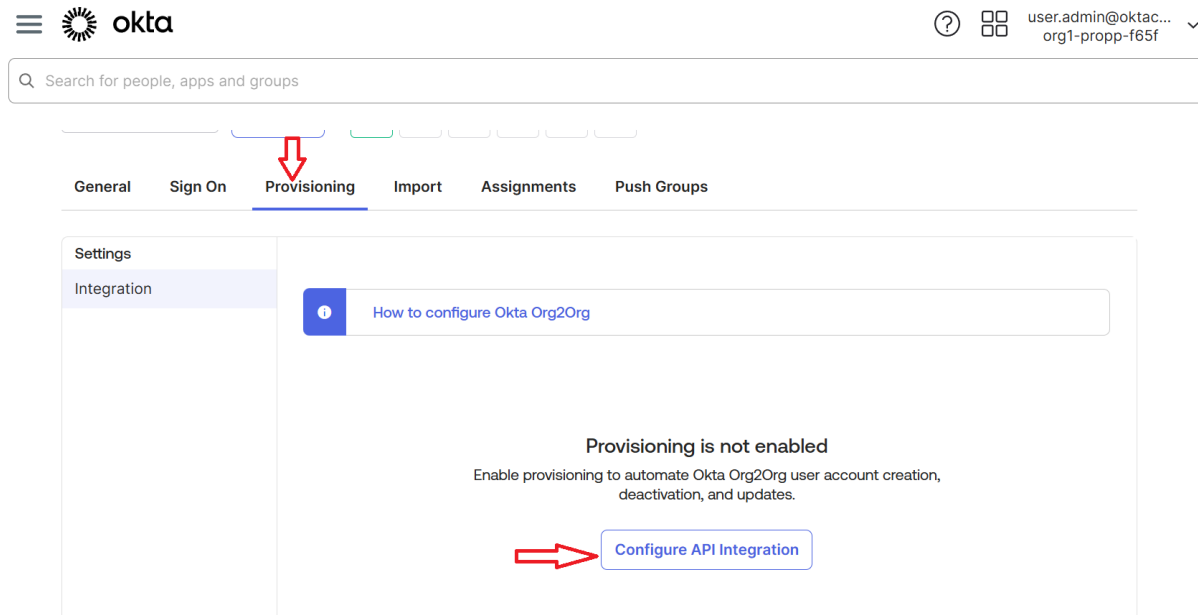 okta
user.admin@oktac...
org1-propp-f65f
Search for people, apps and groups
General Sign On Provisioning Import Assignments Push Groups
Settings
Integration
How to configure Okta Org2Org
Provisioning is not enabled
Enable provisioning to automate Okta Org2Org user account creation,
deactivation, and updates.
Configure API Integration